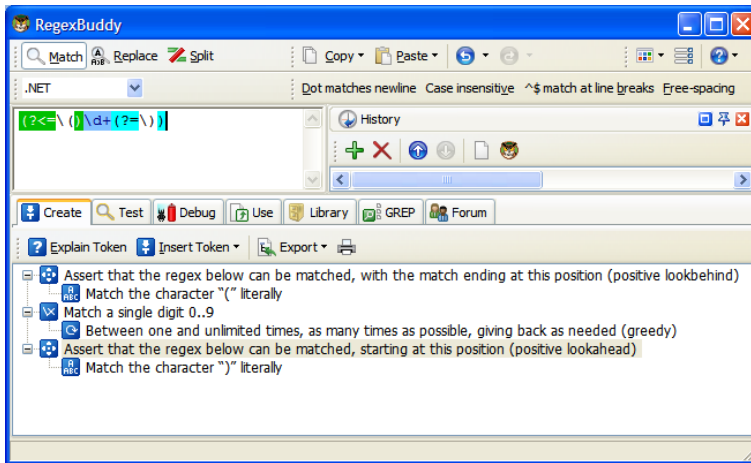 RegexBuddy
Match Replace Split Copy Paste
.NET Dot matches newline Case insensitive ^$ match at line breaks Free-spacing
(?<=\()\d+(?=\))
History
Create Test Debug Use Library GREP Forum
Explain Token Insert Token Export
Assert that the regex below can be matched, with the match ending at this position (positive lookbehind)
Match the character “(” literally
Match a single digit 0..9
Between one and unlimited times, as many times as possible, giving back as needed (greedy)
Assert that the regex below can be matched, starting at this position (positive lookahead)
Match the character “)” literally